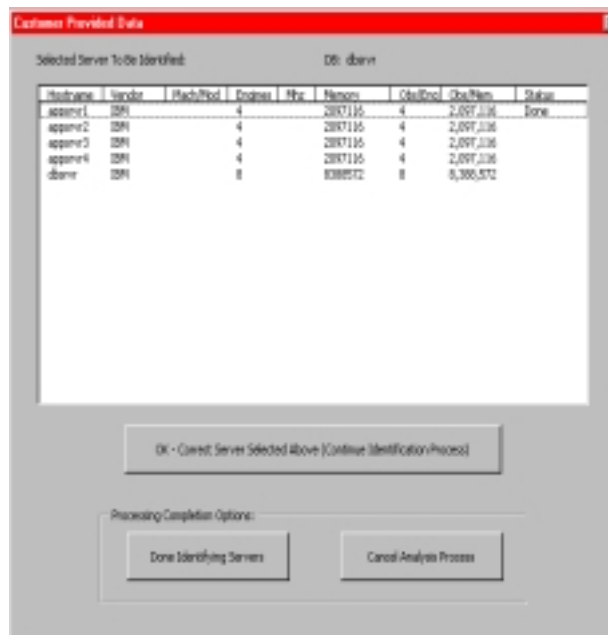 Customer Provided Data
Selected Server To Be Identified: DB: dbsrvr
Hostname Vendor Mach/Mod Engines Mhz Memory Obs/Eng Obs/Mem Status
appsrvr1 IBM 4 2097116 4 2,097,116 Done
appsrvr2 IBM 4 2097116 4 2,097,116
appsrvr3 IBM 4 2097116 4 2,097,116
appsrvr4 IBM 4 2097116 4 2,097,116
dbsrvr IBM 8 8388572 8 8,388,572
OK - Correct Server Selected Above (Continue Identification Process)
Processing Completion Options:
Done Identifying Servers Cancel Analysis Process